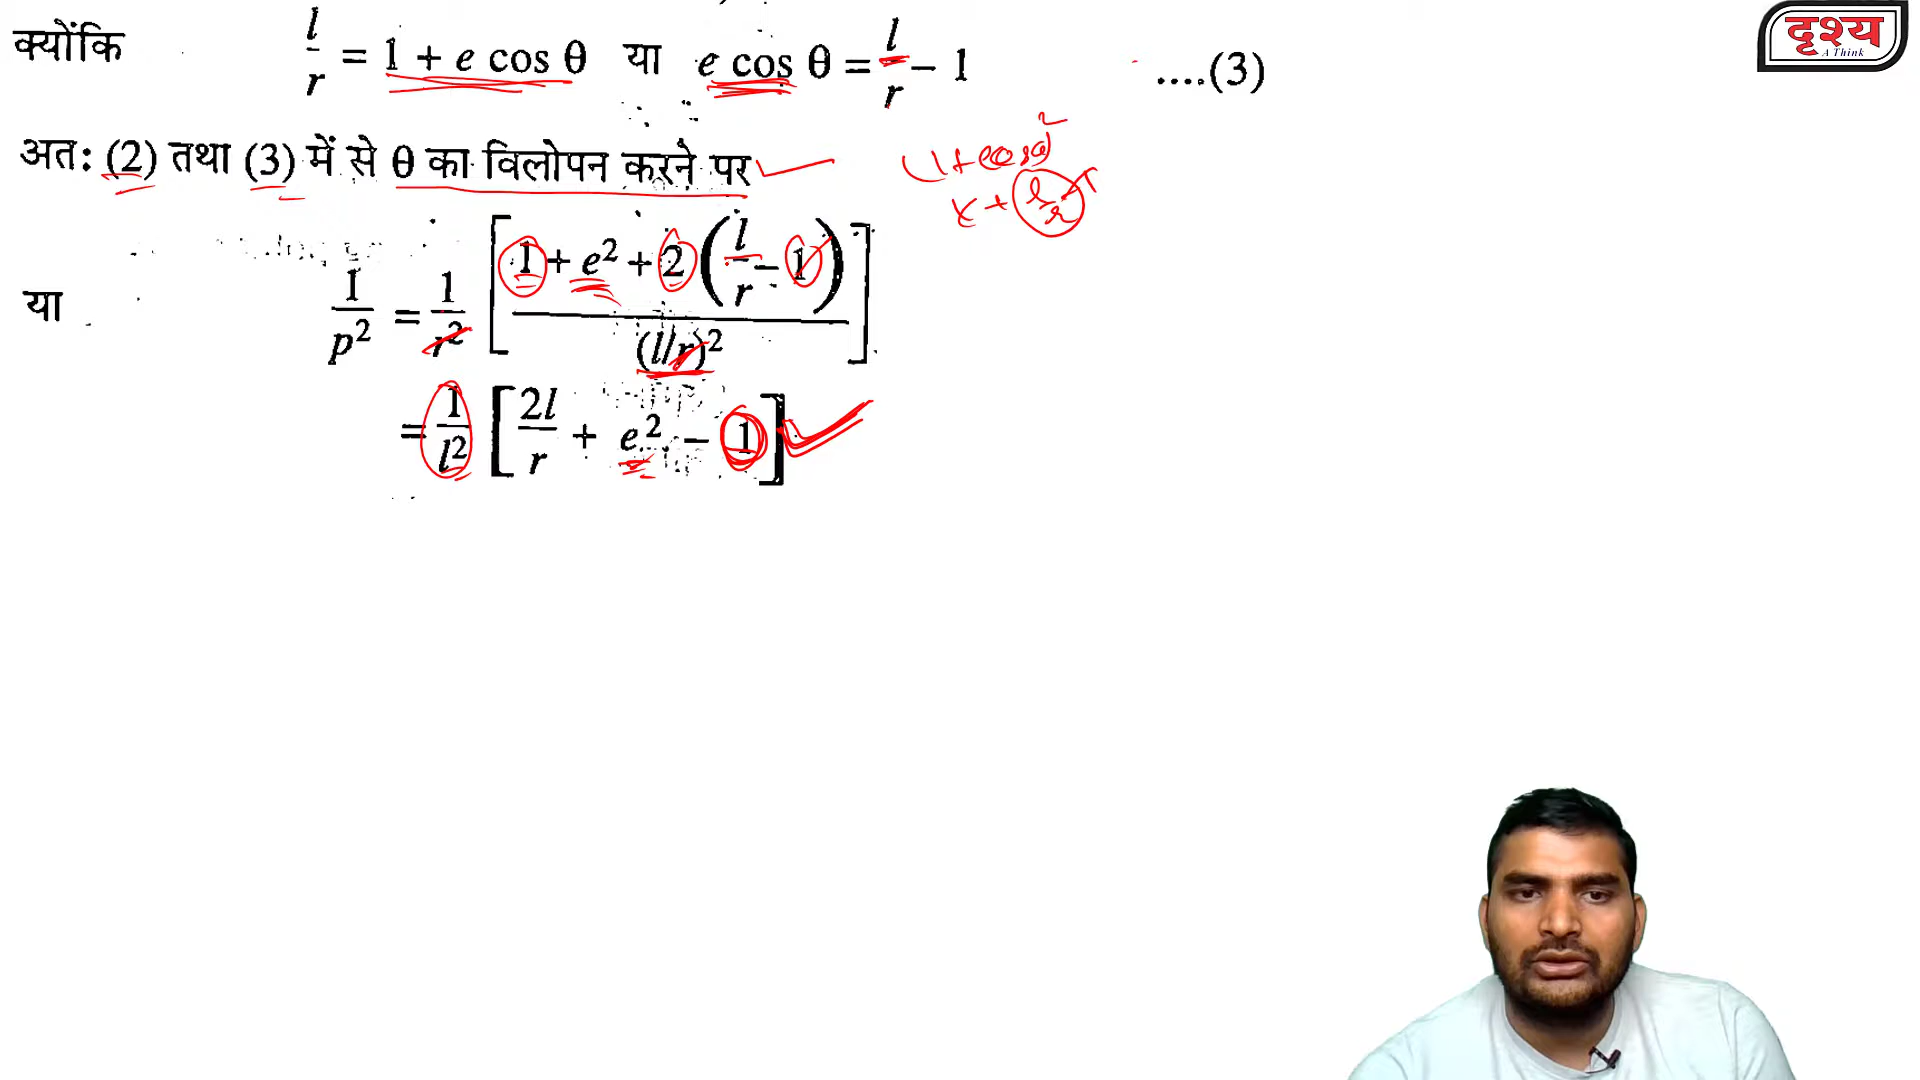 दृश्य
A Think
क्योंकि l/r = 1 + e cos θ या e cos θ = l/r − 1 ....(3)
अतः (2) तथा (3) में से θ का विलोपन करने पर
या 1/p² = 1/r² [(1 + e² + 2(l/r − 1))/(l/r)²]
= 1/l² [2l/r + e² − 1]